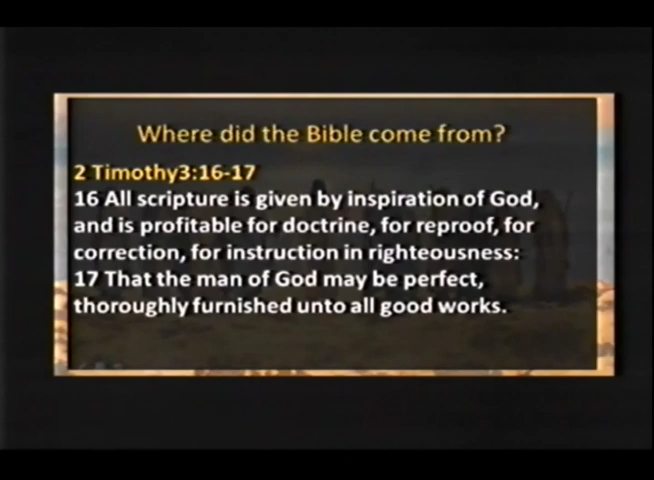 Where did the Bible come from?
2 Timothy3:16-17
16 All scripture is given by inspiration of God,
and is profitable for doctrine, for reproof, for
correction, for instruction in righteousness:
17 That the man of God may be perfect,
thoroughly furnished unto all good works.